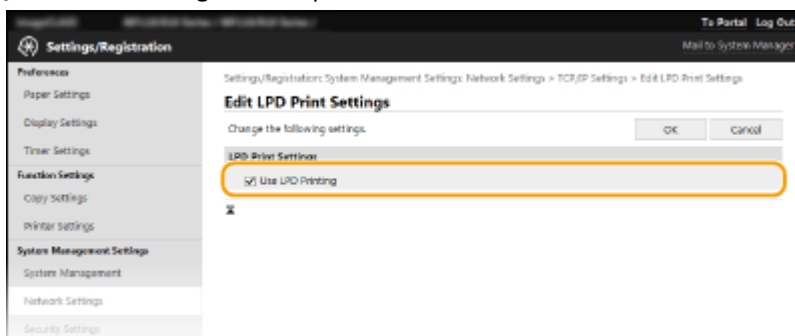 To Portal Log Out
Settings/Registration
Mail to System Manager
Preferences
Paper Settings
Display Settings
Timer Settings
Function Settings
Copy Settings
Printer Settings
System Management Settings
System Management
Network Settings
Security Settings
Settings/Registration: System Management Settings: Network Settings > TCP/IP Settings > Edit LPD Print Settings
Edit LPD Print Settings
Change the following settings.
OK Cancel
LPD Print Settings
Use LPD Printing